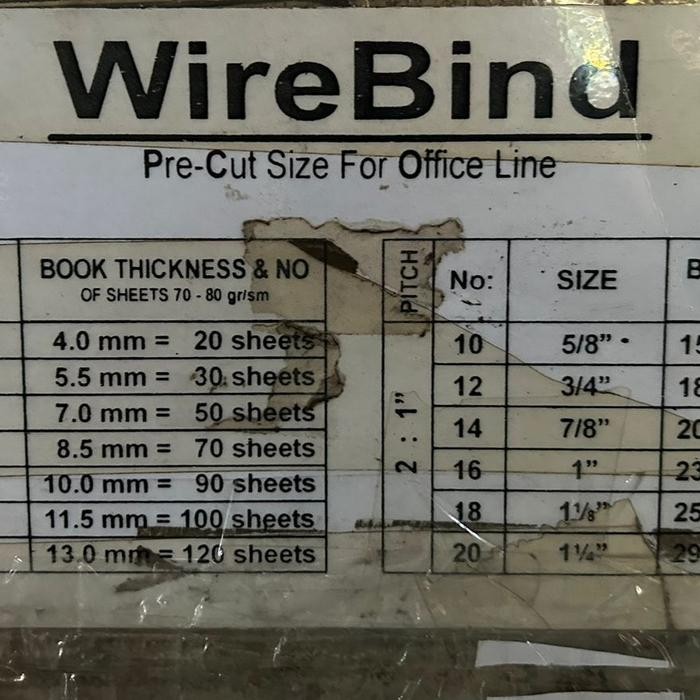 WireBind
Pre-Cut Size For Office Line
BOOK THICKNESS & NO
OF SHEETS 70 - 80 gr/sm
4.0 mm = 20 sheets
5.5 mm = 30 sheets
7.0 mm = 50 sheets
8.5 mm = 70 sheets
10.0 mm = 90 sheets
11.5 mm = 100 sheets
13.0 mm = 120 sheets
PITCH No: SIZE
2 : 1”
10 5/8”
12 3/4”
14 7/8”
16 1”
18 1⅛”
20 1¼”